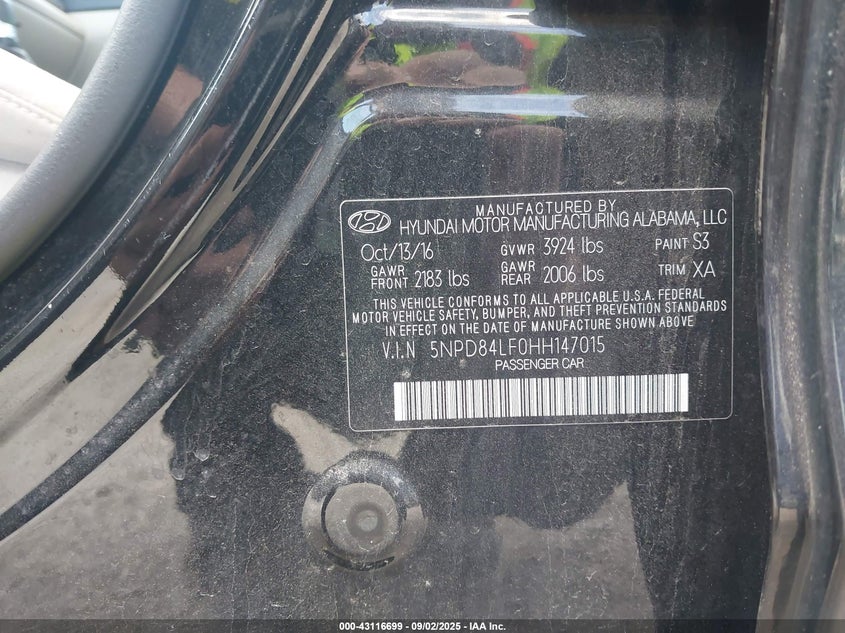 MANUFACTURED BY
HYUNDAI MOTOR MANUFACTURING ALABAMA, LLC
Oct/13/16 GVWR 3924 lbs PAINT S3
GAWR FRONT 2183 lbs GAWR REAR 2006 lbs TRIM XA
THIS VEHICLE CONFORMS TO ALL APPLICABLE U.S.A. FEDERAL
MOTOR VEHICLE SAFETY, BUMPER, AND THEFT PREVENTION STANDARDS
IN EFFECT ON THE DATE OF MANUFACTURE SHOWN ABOVE
V.I.N 5NPD84LF0HH147015
PASSENGER CAR
000-43116699 - 09/02/2025 - IAA Inc.